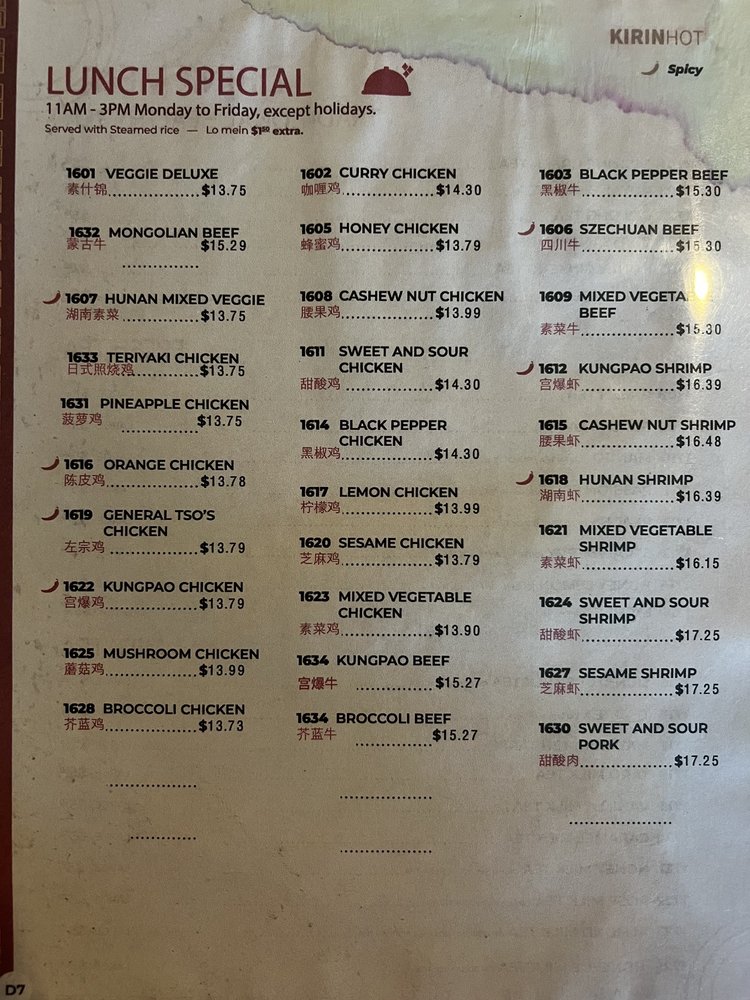 KIRINHOT
Spicy
LUNCH SPECIAL
11AM - 3PM Monday to Friday, except holidays.
Served with Steamed rice — Lo mein $1⁵⁰ extra.
1601 VEGGIE DELUXE
素什锦..................$13.75
1632 MONGOLIAN BEEF
蒙古牛 $15.29
...............
1607 HUNAN MIXED VEGGIE
湖南素菜...............$13.75
1633 TERIYAKI CHICKEN
日式照烧鸡............$13.75
1631 PINEAPPLE CHICKEN
菠萝鸡 $13.75
...............
1616 ORANGE CHICKEN
陈皮鸡..................$13.78
1619 GENERAL TSO'S
CHICKEN
左宗鸡..................$13.79
1622 KUNGPAO CHICKEN
宫爆鸡..................$13.79
1625 MUSHROOM CHICKEN
蘑菇鸡..................$13.99
1628 BROCCOLI CHICKEN
芥蓝鸡..................$13.73
1602 CURRY CHICKEN
咖喱鸡..................$14.30
1605 HONEY CHICKEN
蜂蜜鸡..................$13.79
1608 CASHEW NUT CHICKEN
腰果鸡..................$13.99
1611 SWEET AND SOUR
CHICKEN
甜酸鸡..................$14.30
1614 BLACK PEPPER
CHICKEN
黑椒鸡..................$14.30
1617 LEMON CHICKEN
柠檬鸡..................$13.99
1620 SESAME CHICKEN
芝麻鸡..................$13.79
1623 MIXED VEGETABLE
CHICKEN
素菜鸡..................$13.90
1634 KUNGPAO BEEF
宫爆牛 ...............$15.27
1634 BROCCOLI BEEF
芥蓝牛 ...............$15.27
1603 BLACK PEPPER BEEF
黑椒牛..................$15.30
1606 SZECHUAN BEEF
四川牛..................$15.30
1609 MIXED
BEEF
素菜牛..................$15.30
1612 KUNGPAO SHRIMP
宫爆虾..................$16.39
1615 CASHEW NUT SHRIMP
腰果虾..................$16.48
1618 HUNAN SHRIMP
湖南虾..................$16.39
1621 MIXED VEGETABLE
SHRIMP
素菜虾..................$16.15
1624 SWEET AND SOUR
SHRIMP
甜酸虾..................$17.25
1627 SESAME SHRIMP
芝麻虾..................$17.25
1630 SWEET AND SOUR
PORK
甜酸肉..................$17.25
D7